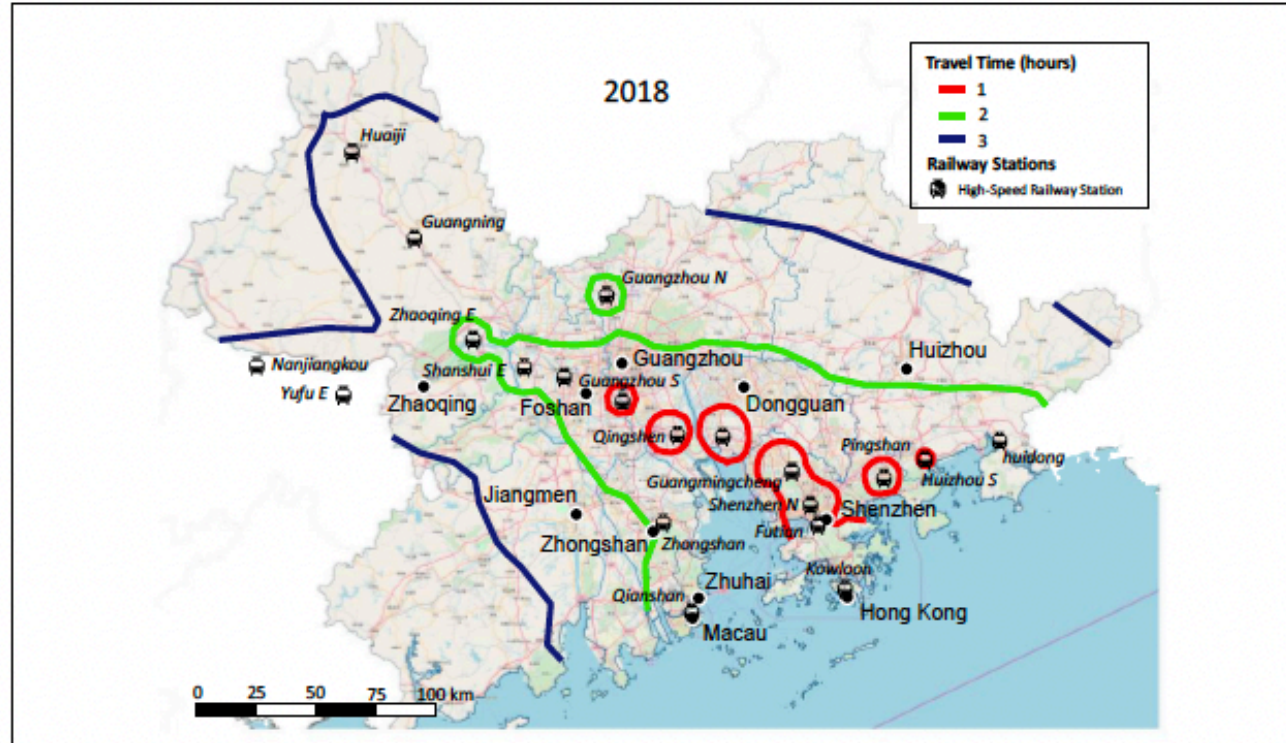 2018
Travel Time (hours)
1
2
3
Railway Stations
High-Speed Railway Station
Huaiji
Guangning
Guangzhou N
Zhaoqing E
Nanjiangkou
Shanshui E
Guangzhou
Huizhou
Yufu E
Zhaoqing
Guangzhou S
Foshan
Dongguan
Qingshen
Pingshan
huidong
Guangmingcheng
Huizhou S
Jiangmen
Shenzhen N
Shenzhen
Futian
Zhongshan
Zhongshan
Kowloon
Zhuhai
Qianshan
Hong Kong
Macau
0 25 50 75 100 km